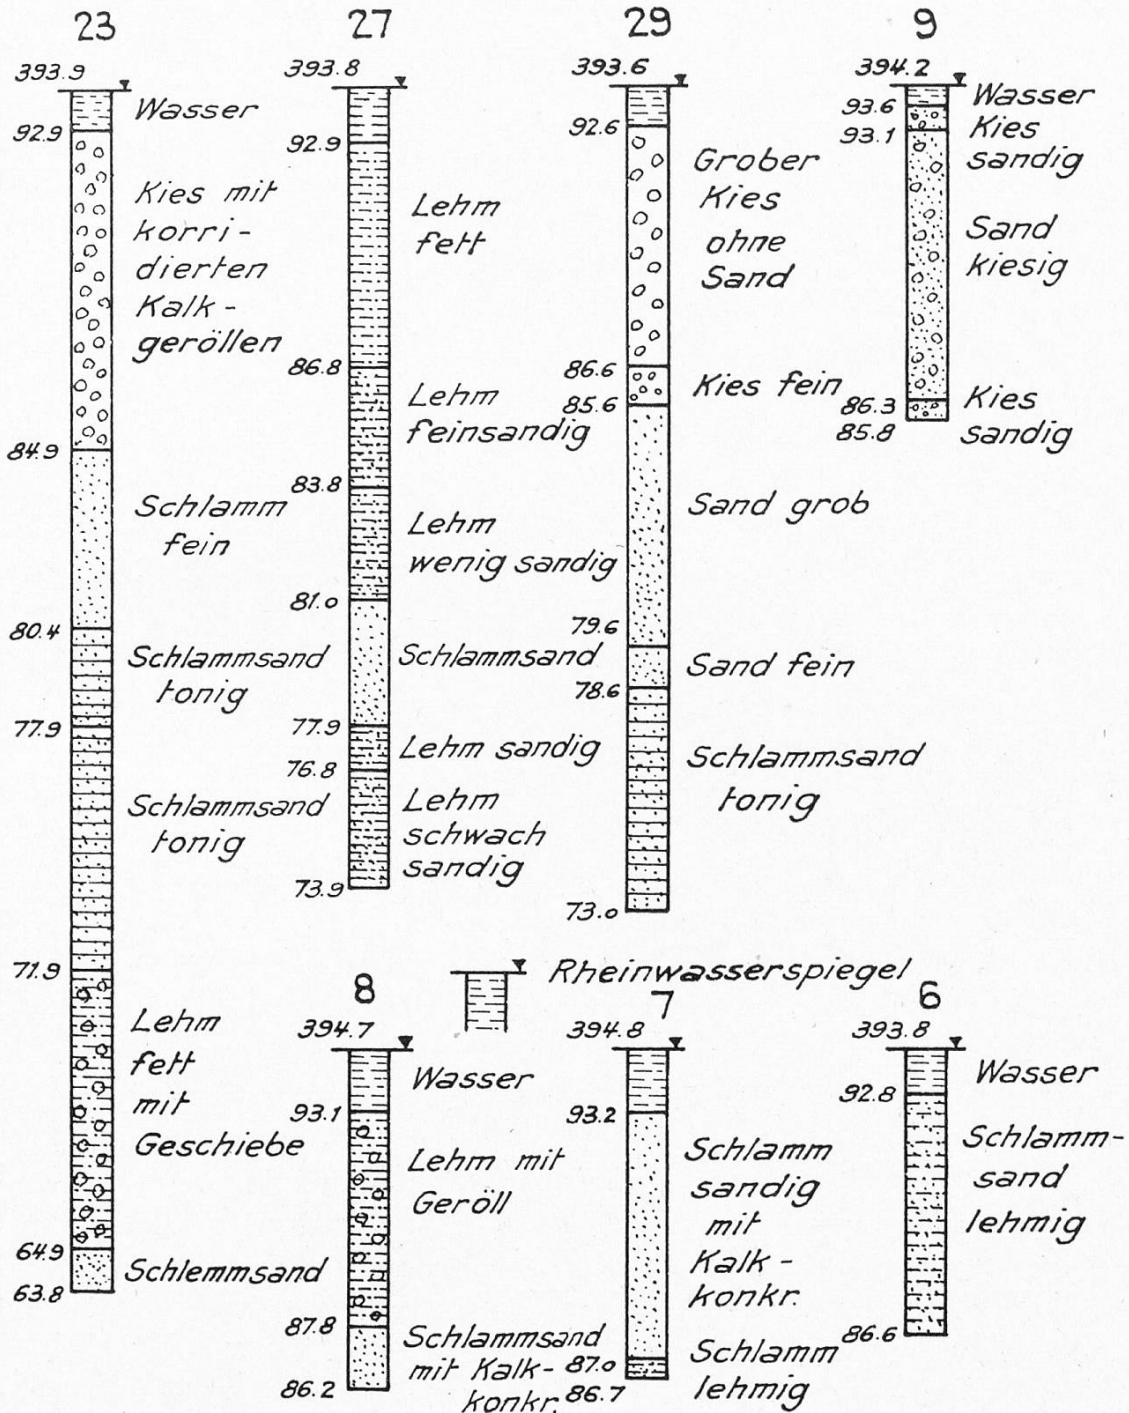 23
393.9
Wasser
92.9
Kies mit
korri-
dierten
Kalk-
geröllen
84.9
Schlamm
fein
80.4
Schlammsand
tonig
77.9
Schlammsand
tonig
71.9
Lehm
fett
mit
Geschiebe
64.9
Schlemmsand
63.8
27
393.8
92.9
Lehm
fett
86.8
Lehm
feinsandig
83.8
Lehm
wenig sandig
81.0
Schlammsand
77.9
Lehm sandig
76.8
Lehm
schwach
sandig
73.9
29
393.6
92.6
Grober
Kies
ohne
Sand
86.6
Kies fein
85.6
Sand grob
79.6
Sand fein
78.6
Schlammsand
tonig
73.0
9
394.2
Wasser
93.6
Kies
93.1
sandig
Sand
kiesig
86.3
Kies
85.8
sandig
Rheinwasserspiegel
8
394.7
Wasser
93.1
Lehm mit
Geröll
87.8
Schlammsand
mit Kalk-
konkr.
86.2
7
394.8
93.2
Schlamm
sandig
mit
Kalk-
konkr.
87.0
Schlamm
lehmig
86.7
6
393.8
Wasser
92.8
Schlamm-
sand
lehmig
86.6